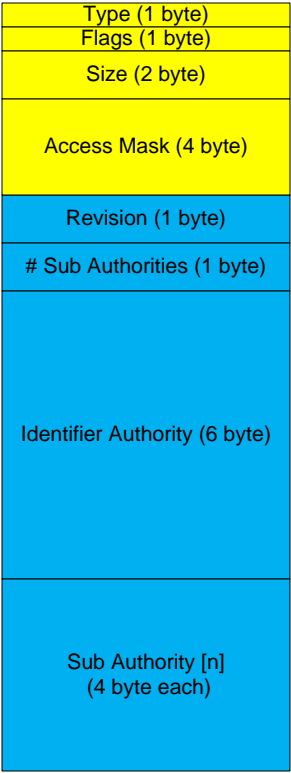 Type (1 byte)
Flags (1 byte)
Size (2 byte)
Access Mask (4 byte)
Revision (1 byte)
# Sub Authorities (1 byte)
Identifier Authority (6 byte)
Sub Authority [n]
(4 byte each)